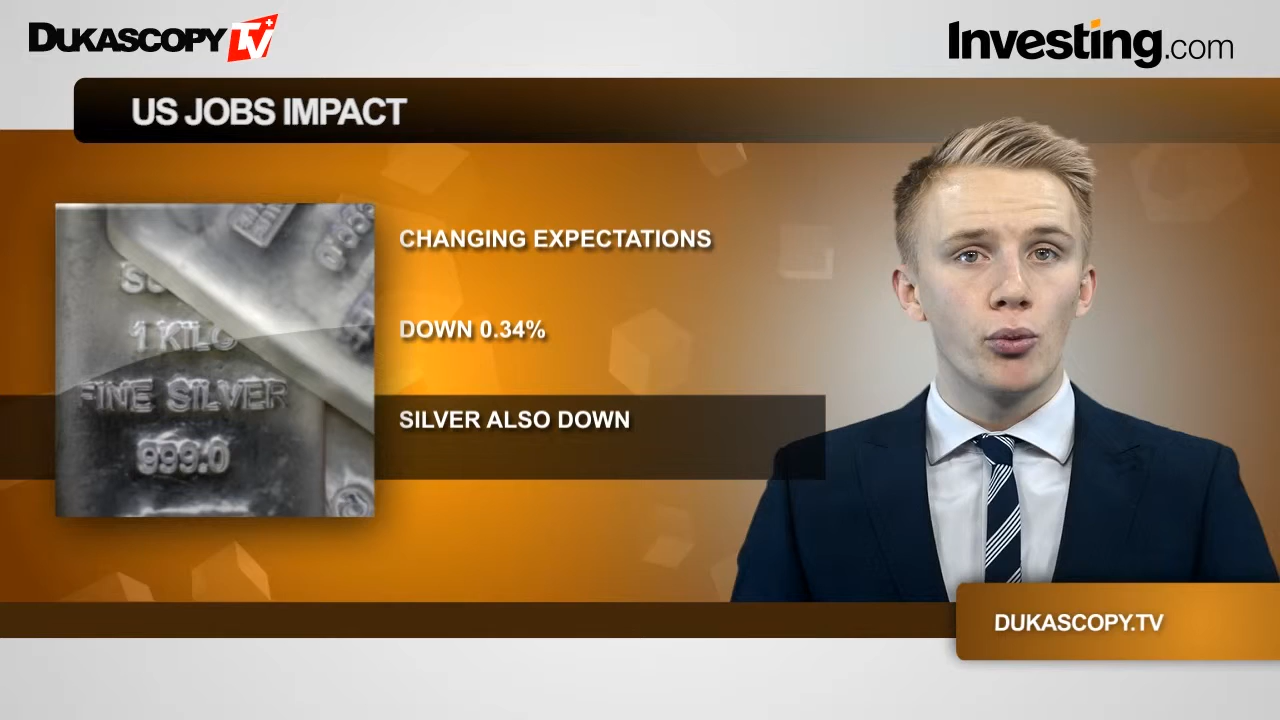 DUKASCOPY TV
Investing.com
US JOBS IMPACT
CHANGING EXPECTATIONS
DOWN 0.34%
SILVER ALSO DOWN
1 KILO
FINE SILVER
999.0
DUKASCOPY.TV